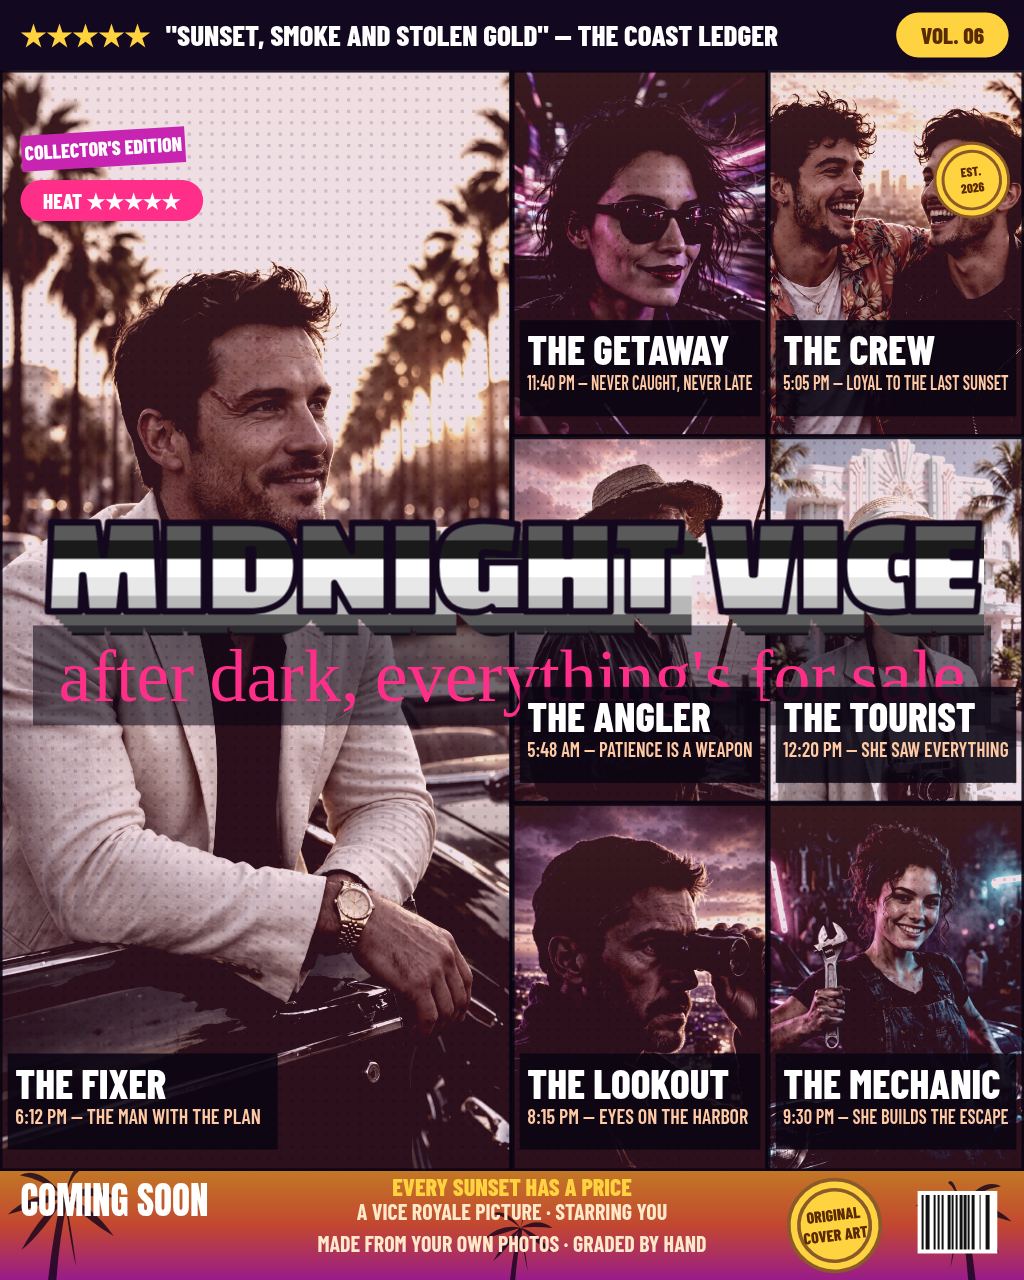 ★★★★★ "SUNSET, SMOKE AND STOLEN GOLD" — THE COAST LEDGER
VOL. 06
COLLECTOR'S EDITION
HEAT ★★★★★
EST.
2026
THE GETAWAY
11:40 PM — NEVER CAUGHT, NEVER LATE
THE CREW
5:05 PM — LOYAL TO THE LAST SUNSET
MIDNIGHT VICE
after dark, everything's for sale
THE ANGLER
5:48 AM — PATIENCE IS A WEAPON
THE TOURIST
12:20 PM — SHE SAW EVERYTHING
THE FIXER
6:12 PM — THE MAN WITH THE PLAN
THE LOOKOUT
8:15 PM — EYES ON THE HARBOR
THE MECHANIC
9:30 PM — SHE BUILDS THE ESCAPE
COMING SOON
EVERY SUNSET HAS A PRICE
A VICE ROYALE PICTURE · STARRING YOU
MADE FROM YOUR OWN PHOTOS · GRADED BY HAND
ORIGINAL
COVER ART